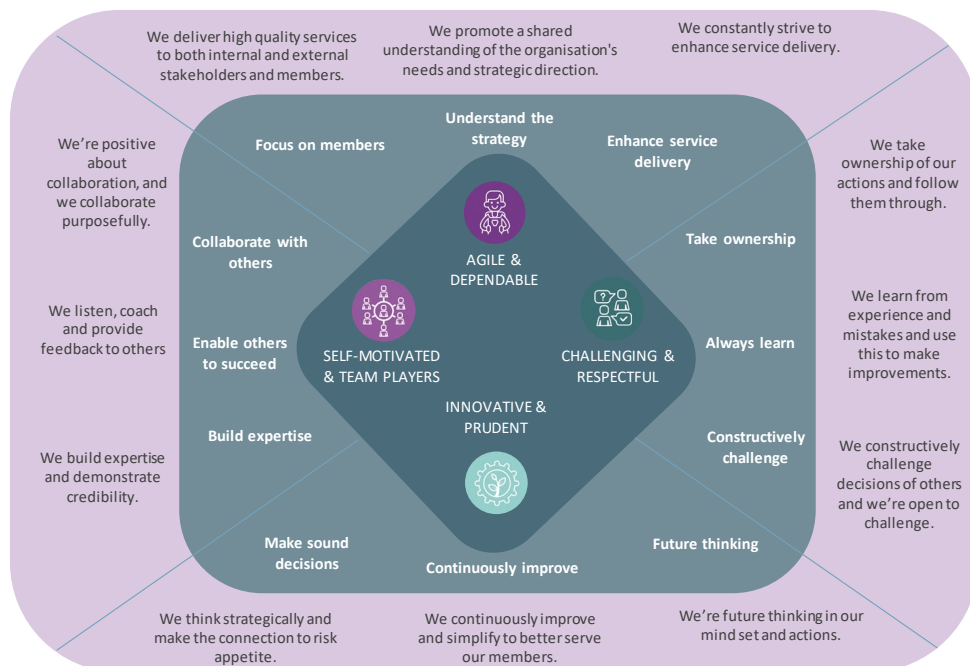 We deliver high quality services
to both internal and external
stakeholders and members.
We promote a shared
understanding of the organisation's
needs and strategic direction.
We constantly strive to
enhance service delivery.
Focus on members
Understand the
strategy
Enhance service
delivery
We're positive
about
collaboration, and
we collaborate
purposefully.
We take
ownership of our
actions and follow
them through.
Collaborate with
others
AGILE &
DEPENDABLE
Take ownership
We listen, coach
and provide
feedback to others
Enable others
to succeed
SELF-MOTIVATED
& TEAM PLAYERS
?
CHALLENGING &
RESPECTFUL
Always learn
We learn from
experience and
mistakes and use
this to make
improvements.
INNOVATIVE &
PRUDENT
We build expertise
and demonstrate
credibility.
Build expertise
Constructively
challenge
We constructively
challenge
decisions of others
and we're open to
challenge.
Make sound
decisions
Continuously improve
Future thinking
We think strategically and
make the connection to risk
appetite.
We continuously improve
and simplify to better serve
our members.
We're future thinking in our
mind set and actions.